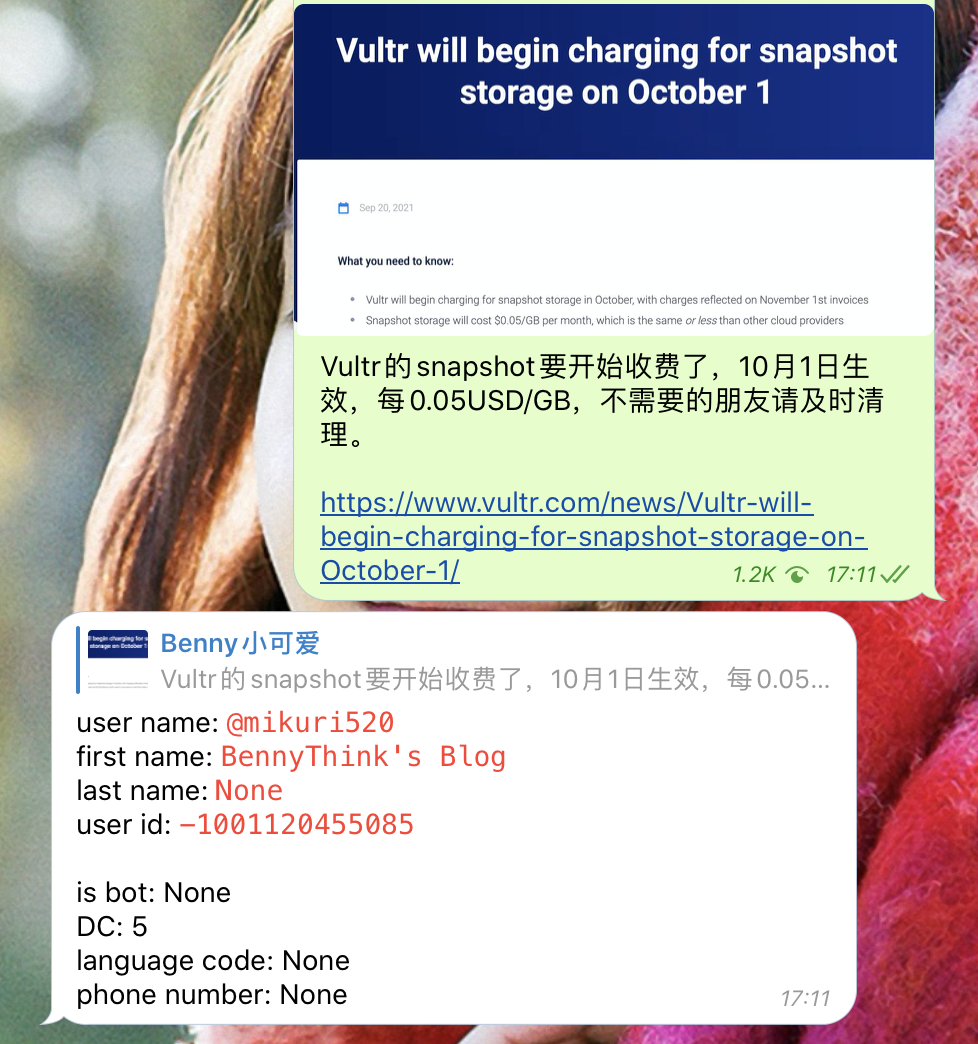 Vultr will begin charging for snapshot
storage on October 1
Sep 20, 2021
What you need to know:
• Vultr will begin charging for snapshot storage in October, with charges reflected on November 1st invoices
• Snapshot storage will cost $0.05/GB per month, which is the same or less than other cloud providers
Vultr的snapshot要开始收费了，10月1日生
效，每0.05USD/GB，不需要的朋友请及时清
理。
https://www.vultr.com/news/Vultr-will-
begin-charging-for-snapshot-storage-on-
October-1/
1.2K 17:11
ll begin charging for s
storage on October 1
Benny小可爱
Vultr的snapshot要开始收费了，10月1日生效，每0.05...
user name: @mikuri520
first name: BennyThink's Blog
last name: None
user id: -1001120455085
is bot: None
DC: 5
language code: None
phone number: None
17:11